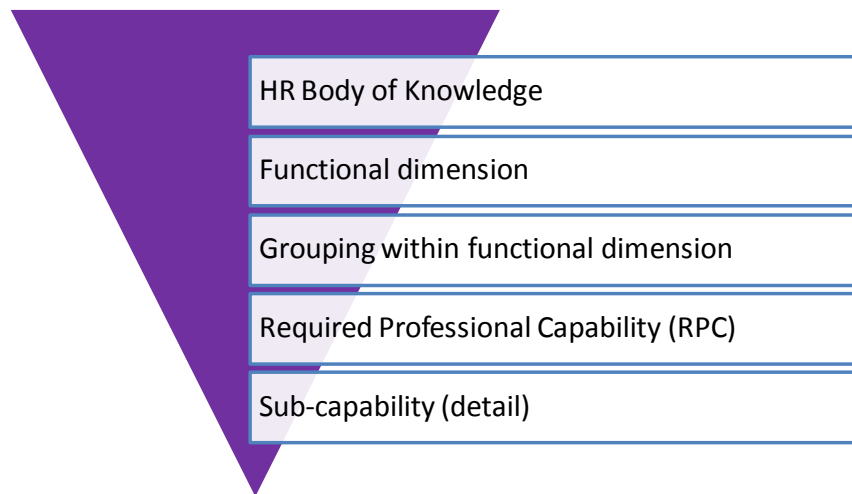 HR Body of Knowledge
Functional dimension
Grouping within functional dimension
Required Professional Capability (RPC)
Sub-capability (detail)